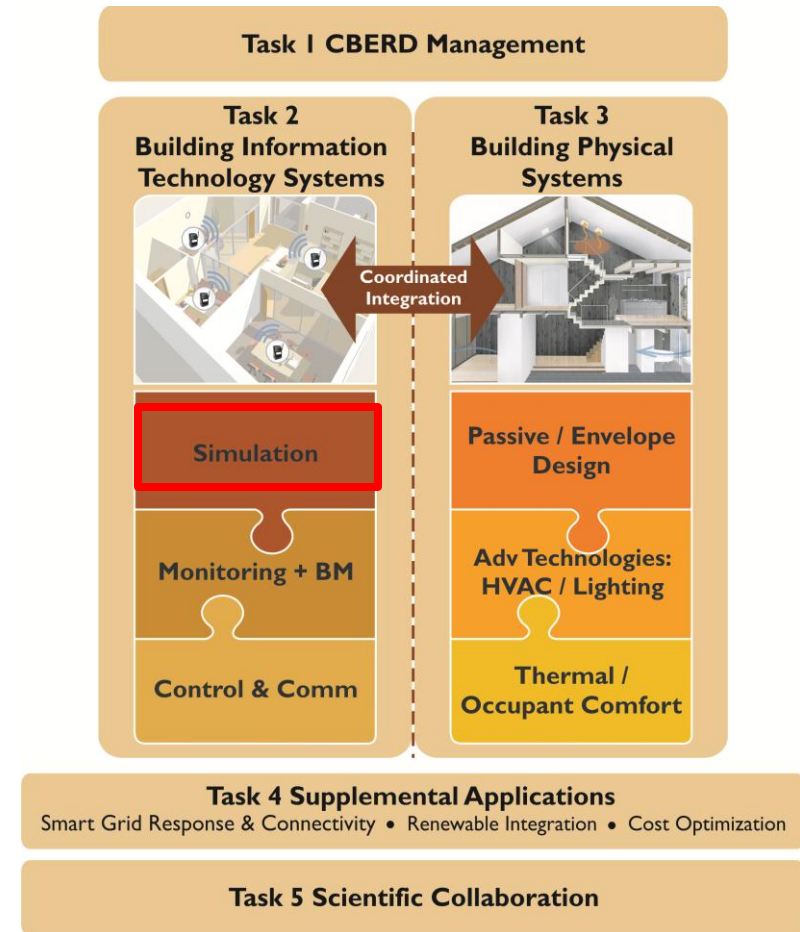 Task 1 CBERD Management
Task 2
Building Information
Technology Systems
Task 3
Building Physical
Systems
Coordinated
Integration
Simulation
Monitoring + BM
Control & Comm
Passive / Envelope
Design
Adv Technologies:
HVAC / Lighting
Thermal /
Occupant Comfort
Task 4 Supplemental Applications
Smart Grid Response & Connectivity • Renewable Integration • Cost Optimization
Task 5 Scientific Collaboration